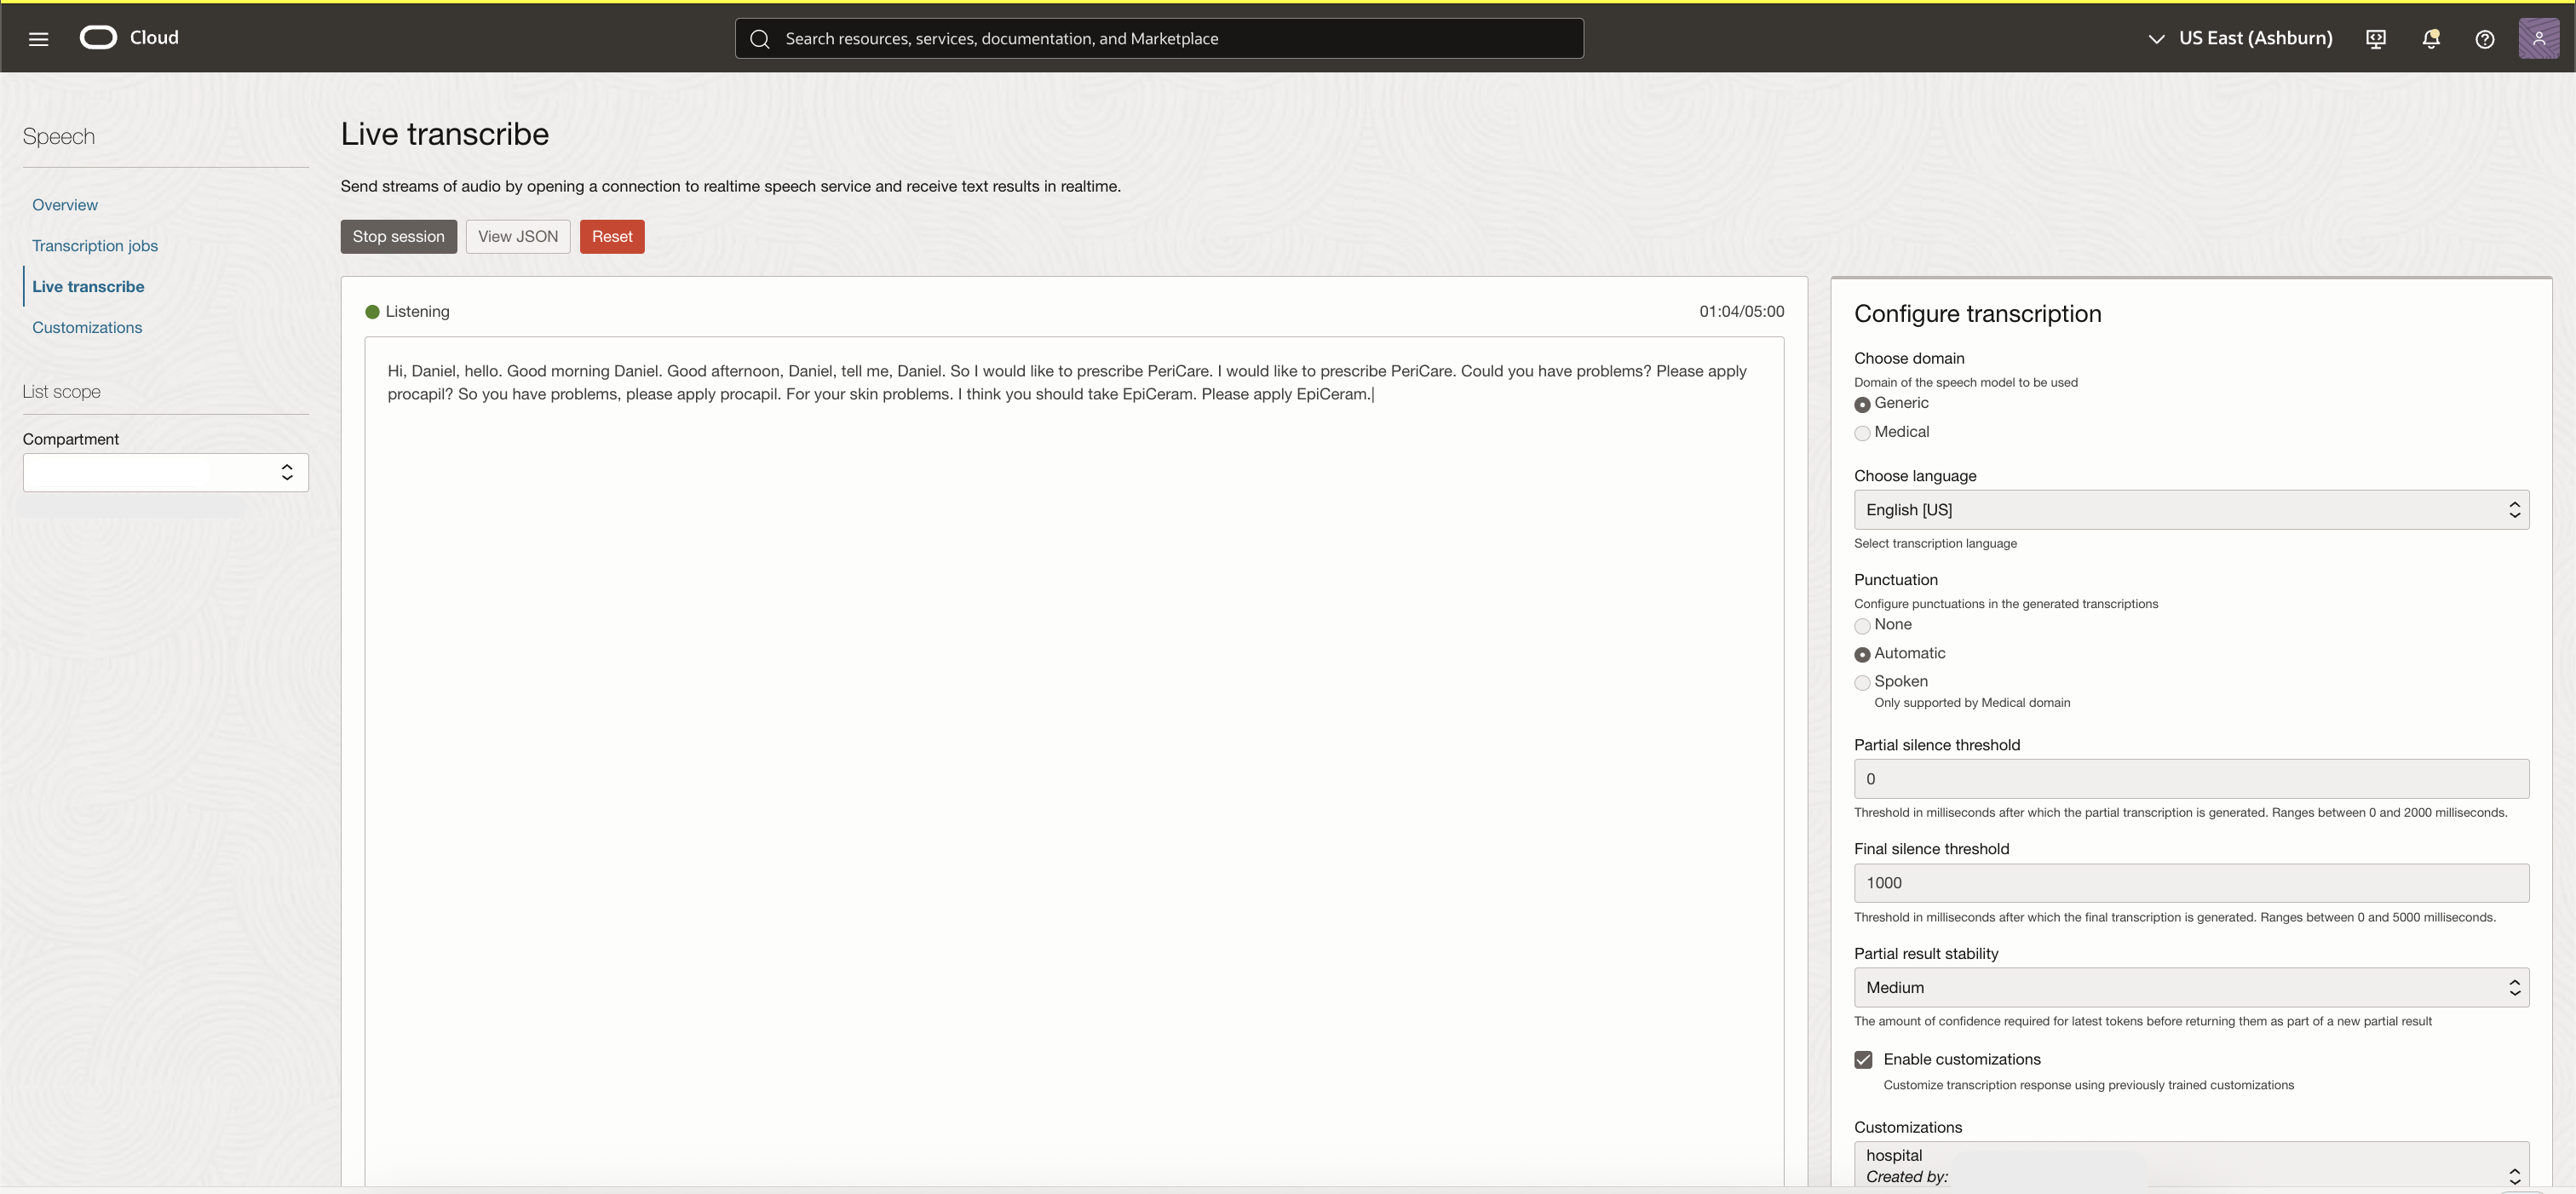 Cloud
Search resources, services, documentation, and Marketplace
US East (Ashburn)
Speech
Overview
Transcription jobs
Live transcribe
Customizations
List scope
Compartment
Live transcribe
Send streams of audio by opening a connection to realtime speech service and receive text results in realtime.
Stop session
View JSON
Reset
Listening
01:04/05:00
Hi, Daniel, hello. Good morning Daniel. Good afternoon, Daniel, tell me, Daniel. So I would like to prescribe PeriCare. I would like to prescribe PeriCare. Could you have problems? Please apply
procapil? So you have problems, please apply procapil. For your skin problems. I think you should take EpiCeram. Please apply EpiCeram.
Configure transcription
Choose domain
Domain of the speech model to be used
Generic
Medical
Choose language
English [US]
Select transcription language
Punctuation
Configure punctuations in the generated transcriptions
None
Automatic
Spoken
Only supported by Medical domain
Partial silence threshold
0
Threshold in milliseconds after which the partial transcription is generated. Ranges between 0 and 2000 milliseconds.
Final silence threshold
1000
Threshold in milliseconds after which the final transcription is generated. Ranges between 0 and 5000 milliseconds.
Partial result stability
Medium
The amount of confidence required for latest tokens before returning them as part of a new partial result
Enable customizations
Customize transcription response using previously trained customizations
Customizations
hospital
Created by: